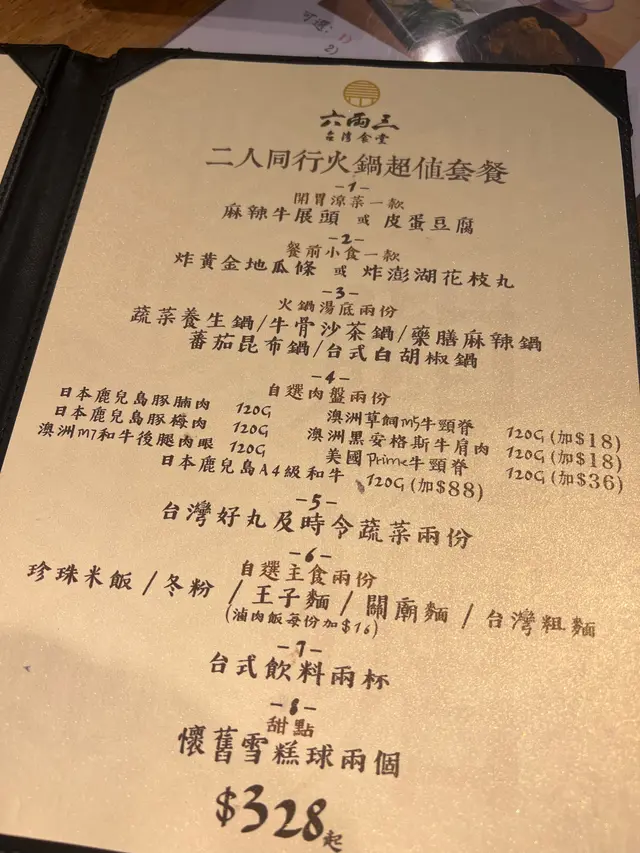 可選：1)
2)
六兩三
台灣食堂
二人同行火鍋超值套餐
-1-
開胃涼菜一款
麻辣牛展頭 或 皮蛋豆腐
-2-
餐前小食一款
炸黃金地瓜條 或 炸澎湖花枝丸
-3-
火鍋湯底兩份
蔬菜養生鍋/牛骨沙茶鍋/藥膳麻辣鍋
蕃茄昆布鍋/台式白胡椒鍋
-4-
自選肉盤兩份
日本鹿兒島豚腩肉 120G 澳洲草飼M5牛頸脊 120G (加$18)
日本鹿兒島豚梅肉 120G 澳洲黑安格斯牛肩肉 120G (加$18)
澳洲M7和牛後腿肉眼 120G 美國Prime牛頸脊 120G (加$36)
日本鹿兒島A4級和牛 120G (加$88)
-5-
台灣好丸及時令蔬菜兩份
-6-
自選主食兩份
珍珠米飯 / 冬粉 / 王子麵 / 關廟麵 / 台灣粗麵
(滷肉飯每份加$16)
-7-
台式飲料兩杯
-8-
甜點
懷舊雪糕球兩個
$328起